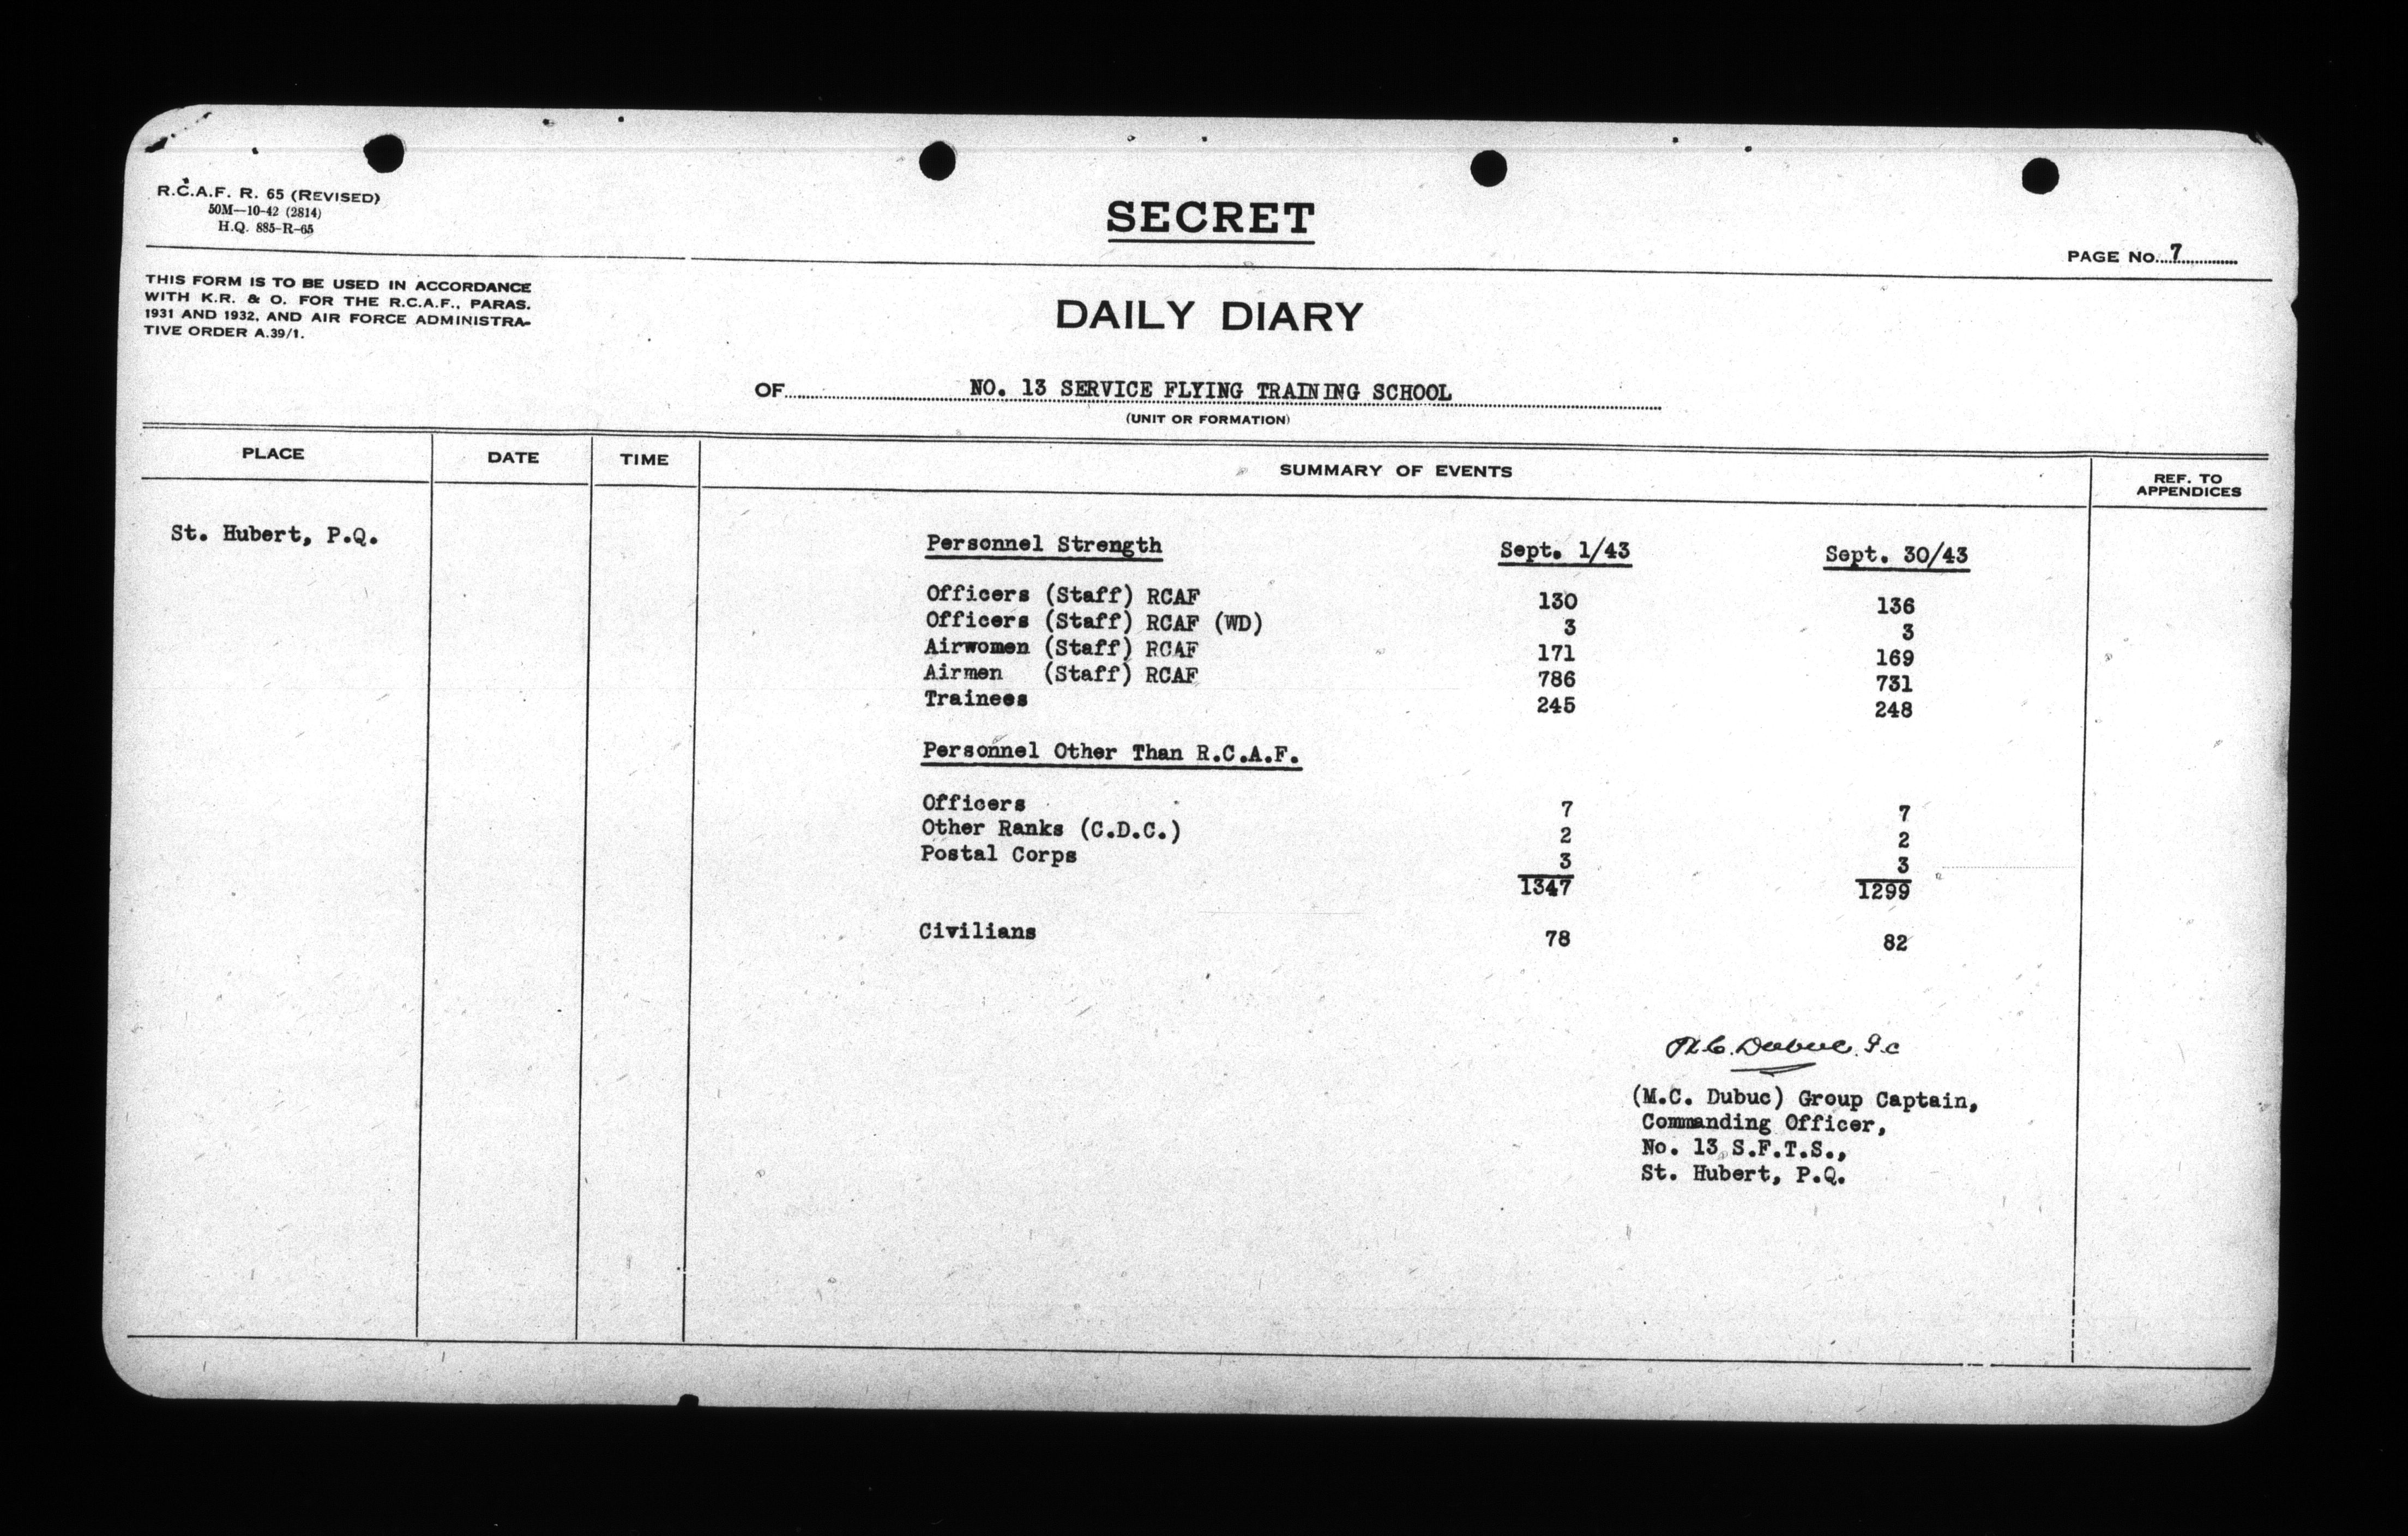 R.C.A.F. R. 65 (REVISED)
50M—10-42 (2814)
H.Q. 885-R-65
SECRET
PAGE No. 7
THIS FORM IS TO BE USED IN ACCORDANCE
WITH K.R. & O. FOR THE R.C.A.F., PARAS.
1931 AND 1932, AND AIR FORCE ADMINISTRA-
TIVE ORDER A.39/1.
DAILY DIARY
OF NO. 13 SERVICE FLYING TRAINING SCHOOL
(UNIT OR FORMATION)
PLACE DATE TIME SUMMARY OF EVENTS REF. TO APPENDICES
St. Hubert, P.Q.
Personnel Strength Sept. 1/43 Sept. 30/43
Officers (Staff) RCAF 130 136
Officers (Staff) RCAF (WD) 3 3
Airwomen (Staff) RCAF 171 169
Airmen (Staff) RCAF 786 731
Trainees 245 248
Personnel Other Than R.C.A.F.
Officers 7 7
Other Ranks (C.D.C.) 2 2
Postal Corps 3 3
1347 1299
Civilians 78 82
M.C. Dubuc. G.C
(M.C. Dubuc) Group Captain,
Commanding Officer,
No. 13 S.F.T.S.,
St. Hubert, P.Q.